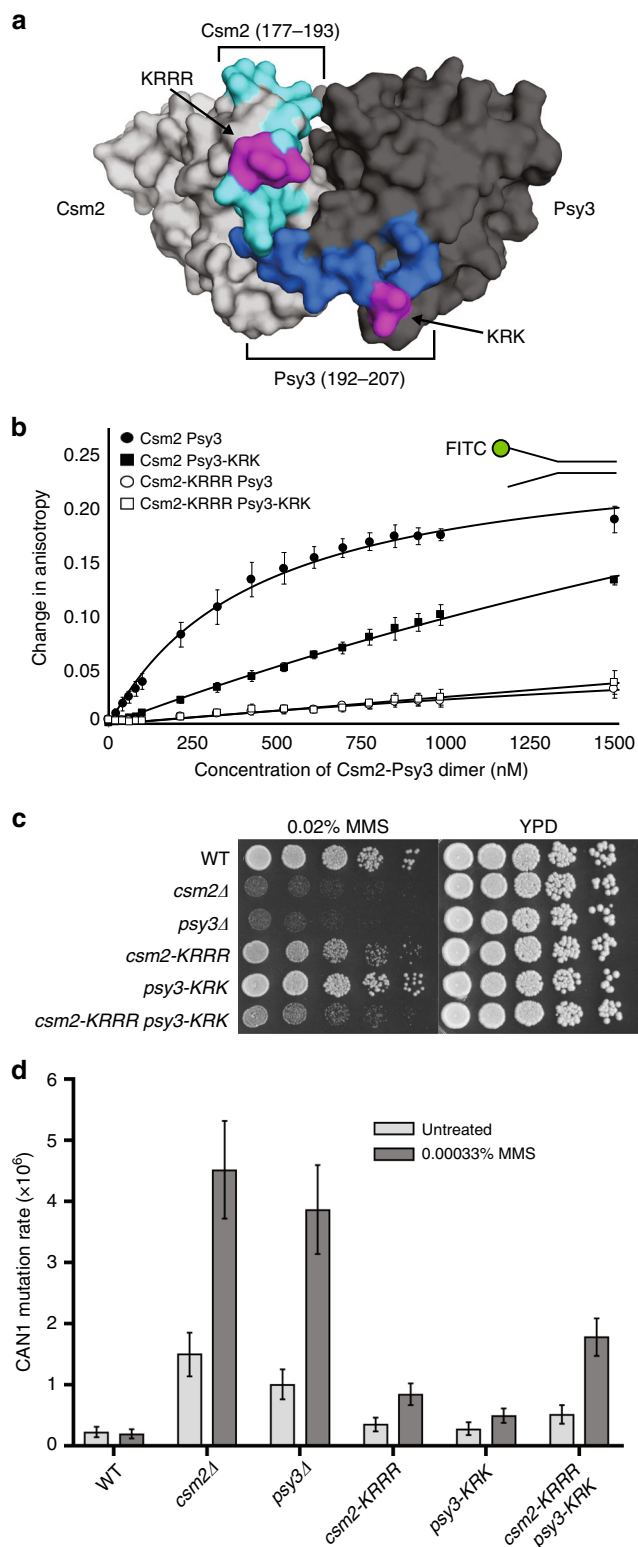 a
Csm2 (177–193)
KRRR
Csm2
Psy3
KRK
Psy3 (192–207)
b
Csm2 Psy3
Csm2 Psy3-KRK
Csm2-KRRR Psy3
Csm2-KRRR Psy3-KRK
FITC
Change in anisotropy
0.25
0.20
0.15
0.10
0.05
0
0
250
500
750
1000
1250
1500
Concentration of Csm2-Psy3 dimer (nM)
c
0.02% MMS
YPD
WT
csm2Δ
psy3Δ
csm2-KRRR
psy3-KRK
csm2-KRRR psy3-KRK
d
CAN1 mutation rate (×10⁶)
6
5
4
3
2
1
0
Untreated
0.00033% MMS
WT
csm2Δ
psy3Δ
csm2-KRRR
psy3-KRK
csm2-KRRR
psy3-KRK